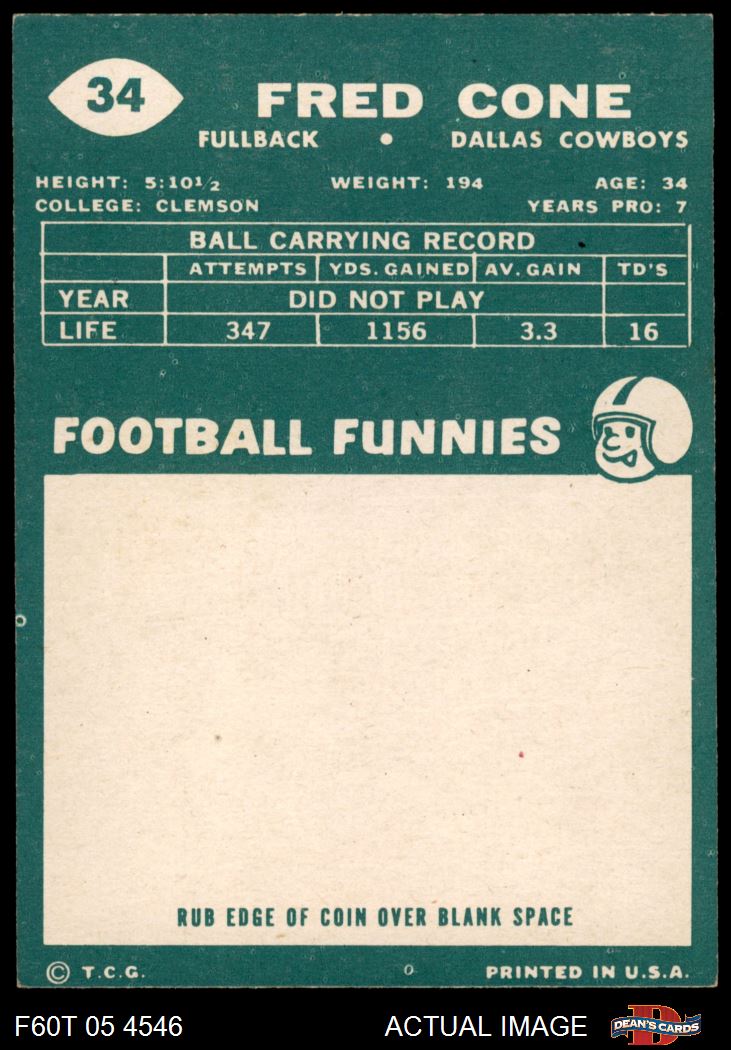 34
FRED CONE
FULLBACK • DALLAS COWBOYS
HEIGHT: 5:10½ WEIGHT: 194 AGE: 34
COLLEGE: CLEMSON YEARS PRO: 7
BALL CARRYING RECORD
ATTEMPTS YDS. GAINED AV. GAIN TD'S
YEAR DID NOT PLAY
LIFE 347 1156 3.3 16
FOOTBALL FUNNIES
RUB EDGE OF COIN OVER BLANK SPACE
© T.C.G. PRINTED IN U.S.A.
F60T 05 4546 ACTUAL IMAGE D DEAN'S CARDS